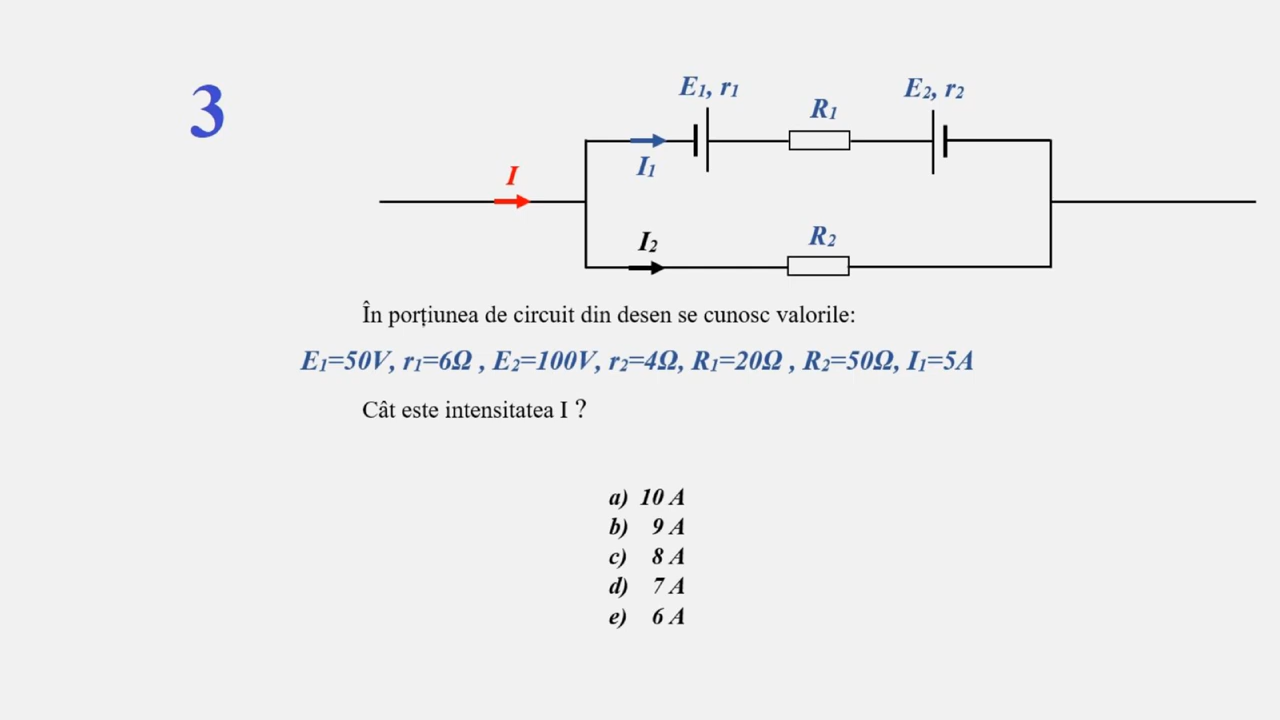 3
E1, r1
E2, r2
R1
I1
I
I2
R2
În porțiunea de circuit din desen se cunosc valorile:
E1=50V, r1=6Ω , E2=100V, r2=4Ω, R1=20Ω , R2=50Ω, I1=5A
Cât este intensitatea I ?
a) 10 A
b) 9 A
c) 8 A
d) 7 A
e) 6 A